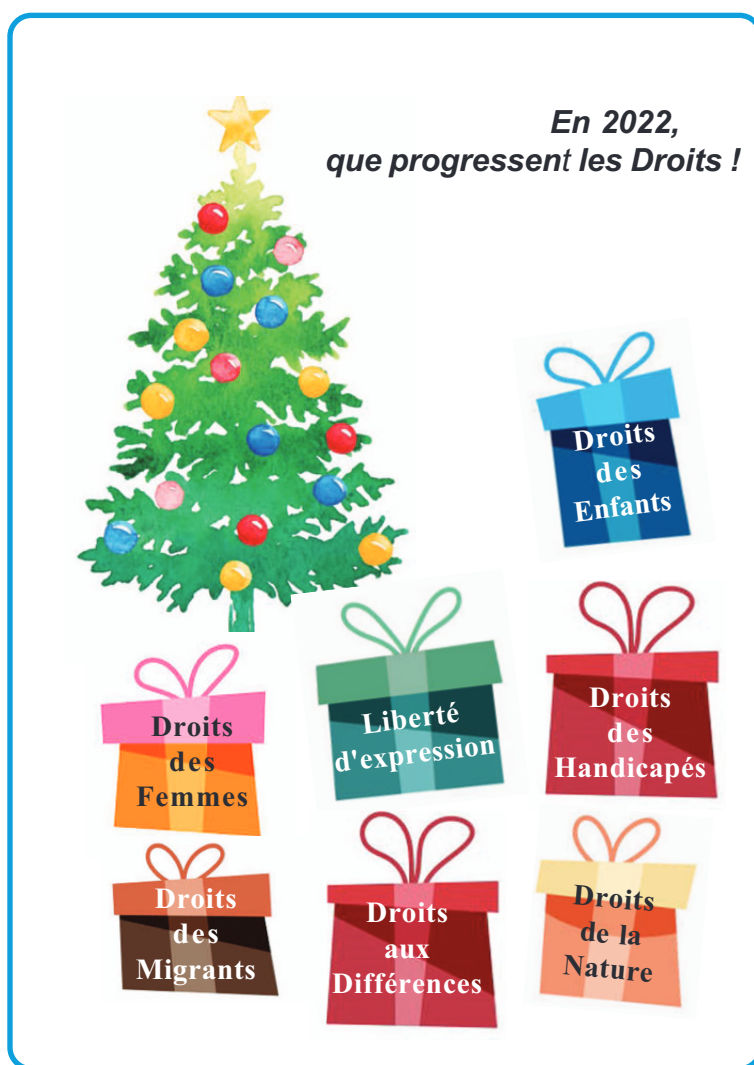 En 2022,
que progressent les Droits !
Droits
des
Enfants
Droits
des
Femmes
Liberté
d'expression
Droits
des
Handicapés
Droits
des
Migrants
Droits
aux
Différences
Droits
de la
Nature